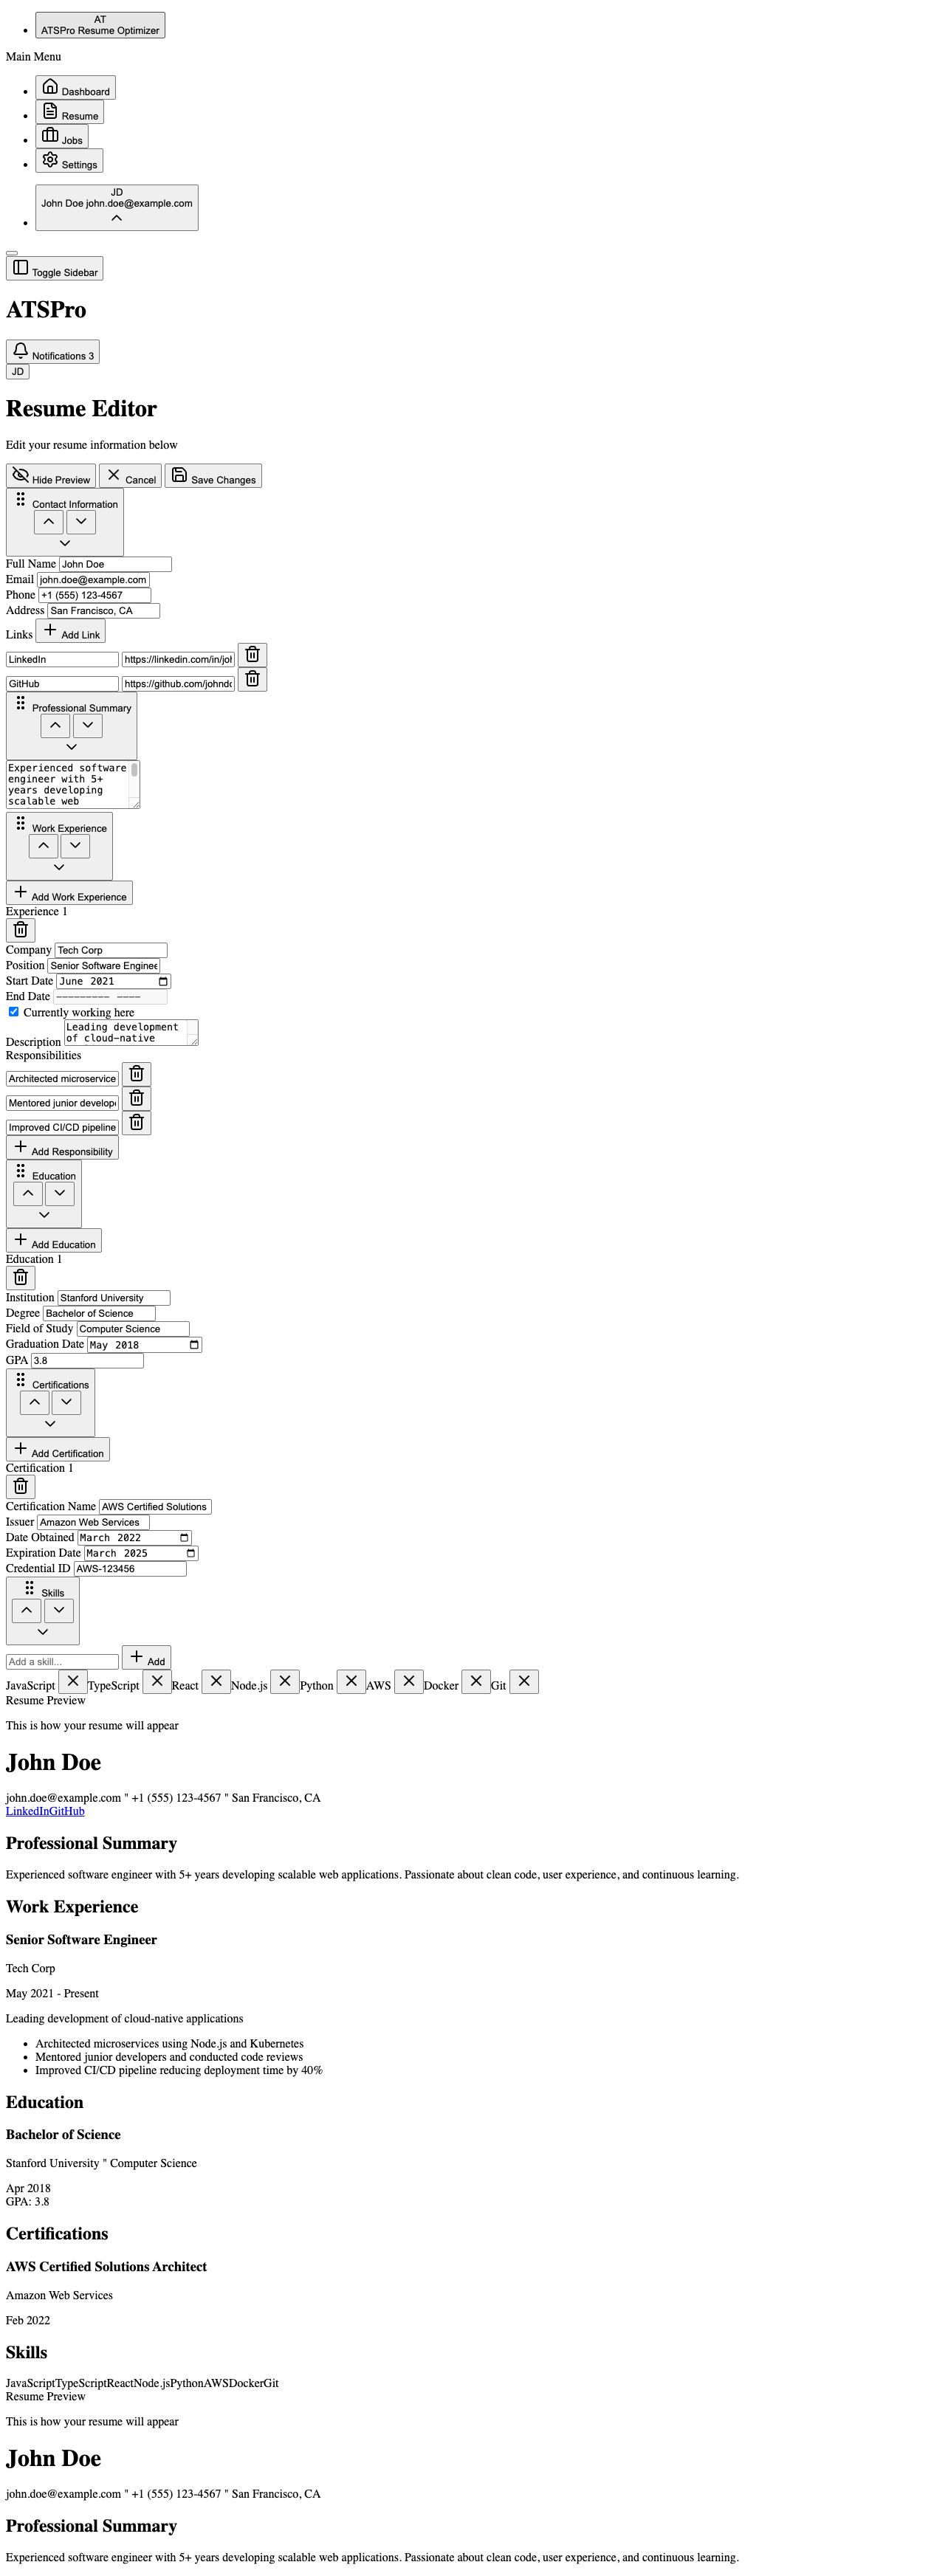 AT
ATSPro Resume Optimizer
Main Menu
Dashboard
Resume
Jobs
Settings
JD
John Doe john.doe@example.com
Toggle Sidebar
ATSPro
Notifications 3
JD
Resume Editor
Edit your resume information below
Hide Preview Cancel Save Changes
Contact Information
Full Name John Doe
Email john.doe@example.com
Phone +1 (555) 123-4567
Address San Francisco, CA
Links Add Link
LinkedIn https://linkedin.com/in/joh
GitHub https://github.com/johndo
Professional Summary
Experienced software
engineer with 5+
years developing
scalable web
Work Experience
Add Work Experience
Experience 1
Company Tech Corp
Position Senior Software Enginee
Start Date June 2021
End Date --------- ----
Currently working here
Description Leading development
of cloud-native
Responsibilities
Architected microservice
Mentored junior develope
Improved CI/CD pipeline
Add Responsibility
Education
Add Education
Education 1
Institution Stanford University
Degree Bachelor of Science
Field of Study Computer Science
Graduation Date May 2018
GPA 3.8
Certifications
Add Certification
Certification 1
Certification Name AWS Certified Solutions
Issuer Amazon Web Services
Date Obtained March 2022
Expiration Date March 2025
Credential ID AWS-123456
Skills
Add a skill... Add
JavaScript TypeScript React Node.js Python AWS Docker Git
Resume Preview
This is how your resume will appear
John Doe
john.doe@example.com " +1 (555) 123-4567 " San Francisco, CA
LinkedInGitHub
Professional Summary
Experienced software engineer with 5+ years developing scalable web applications. Passionate about clean code, user experience, and continuous learning.
Work Experience
Senior Software Engineer
Tech Corp
May 2021 - Present
Leading development of cloud-native applications
Architected microservices using Node.js and Kubernetes
Mentored junior developers and conducted code reviews
Improved CI/CD pipeline reducing deployment time by 40%
Education
Bachelor of Science
Stanford University " Computer Science
Apr 2018
GPA: 3.8
Certifications
AWS Certified Solutions Architect
Amazon Web Services
Feb 2022
Skills
JavaScriptTypeScriptReactNode.jsPythonAWSDockerGit
Resume Preview
This is how your resume will appear
John Doe
john.doe@example.com " +1 (555) 123-4567 " San Francisco, CA
Professional Summary
Experienced software engineer with 5+ years developing scalable web applications. Passionate about clean code, user experience, and continuous learning.